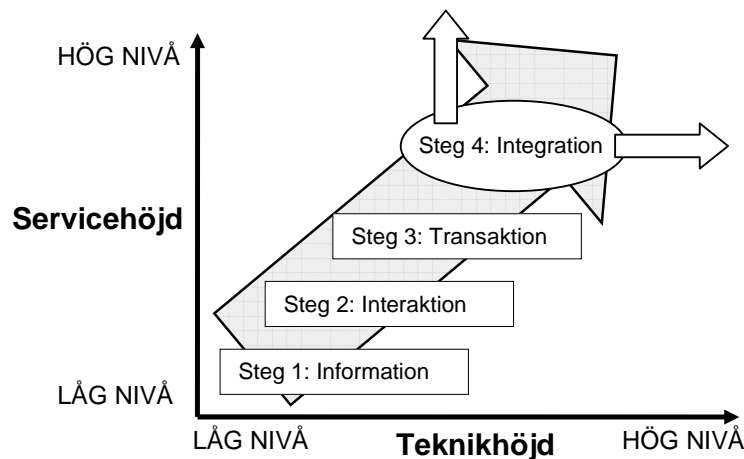 HÖG NIVÅ
Steg 4: Integration
Servicehöjd
Steg 3: Transaktion
Steg 2: Interaktion
Steg 1: Information
LÅG NIVÅ
LÅG NIVÅ
Teknikhöjd
HÖG NIVÅ